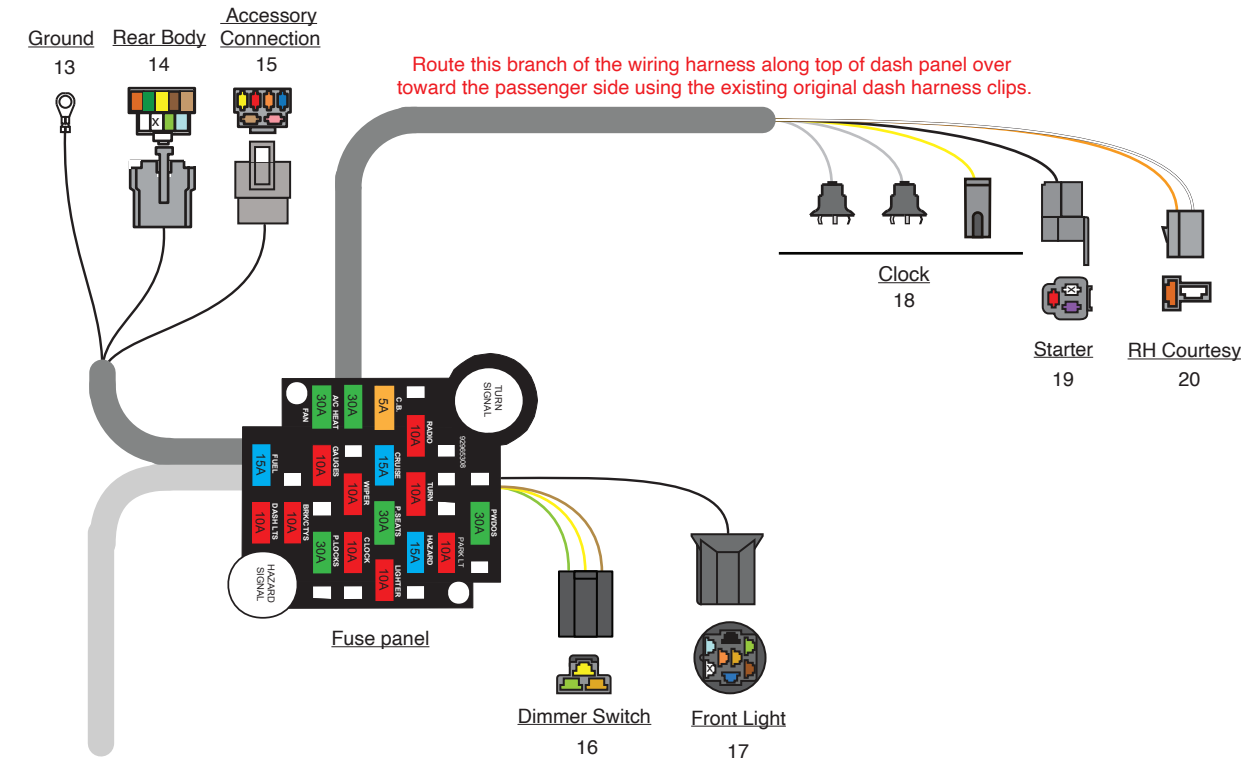 Ground
13
Rear Body
14
Accessory
Connection
15
Route this branch of the wiring harness along top of dash panel over
toward the passenger side using the existing original dash harness clips.
X
Clock
18
X
Starter
19
RH Courtesy
20
TURN
SIGNAL
FAN
30A
A/C HEAT
30A
5A
C.B.
10A
RADIO
92965308
15A
FUEL
10A
GAUGES
10A
WIPER
15A
CRUISE
10A
TURN
30A
PWDOS
10A
DASH LTS
10A
BRK/CTYS
30A
P.LOCKS
10A
CLOCK
30A
P.SEATS
15A
HAZARD
10A
PARK LT
10A
LIGHTER
HAZARD
SIGNAL
Fuse panel
Dimmer Switch
16
X
Front Light
17